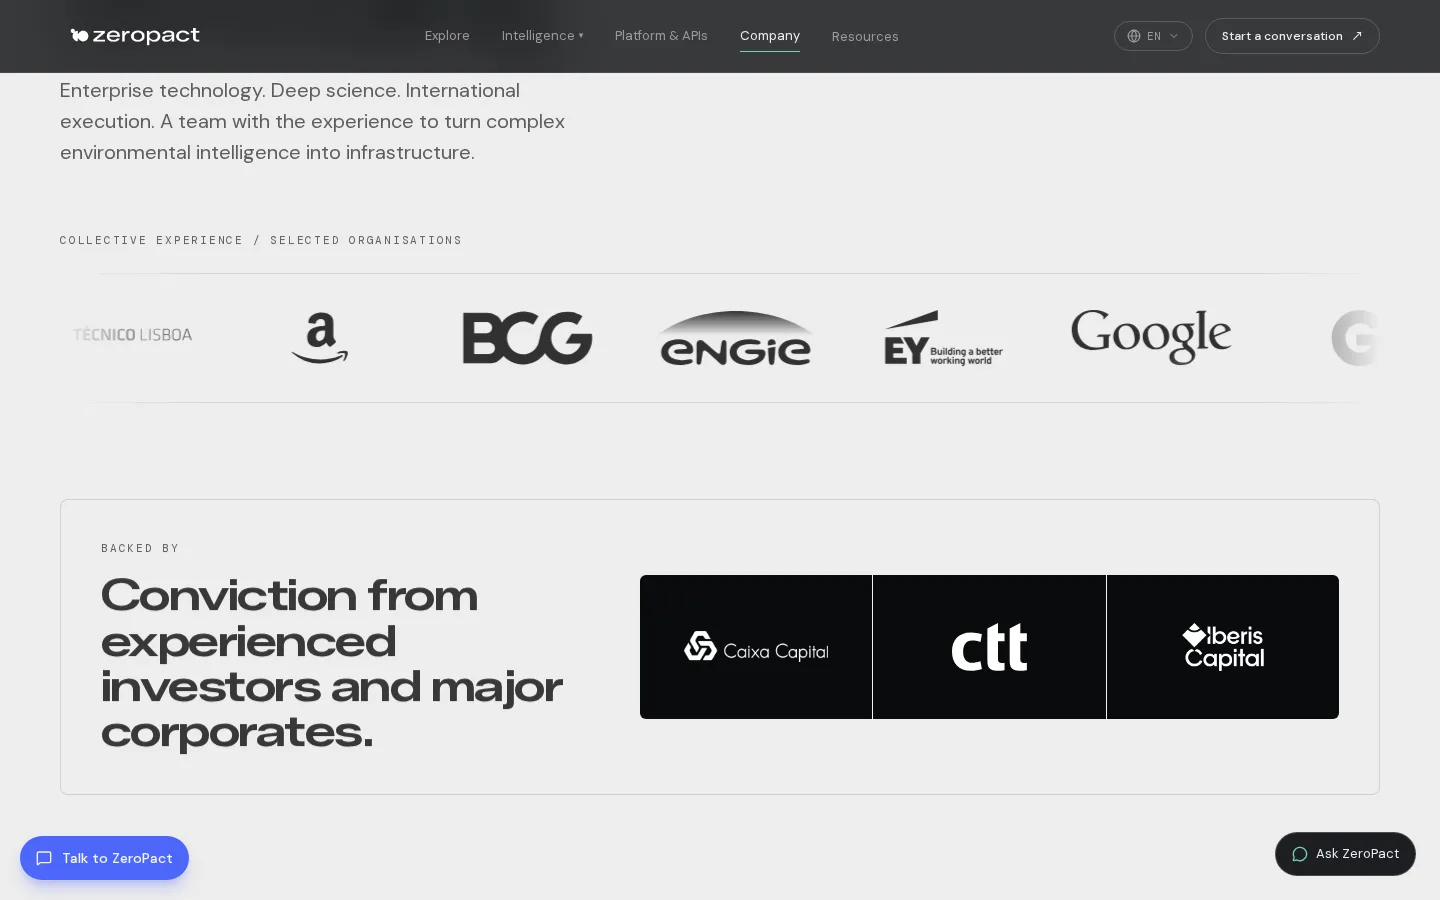 zeropact
Explore
Intelligence ▾
Platform & APIs
Company
Resources
EN
Start a conversation ↗
Enterprise technology. Deep science. International
execution. A team with the experience to turn complex
environmental intelligence into infrastructure.
COLLECTIVE EXPERIENCE / SELECTED ORGANISATIONS
TÉCNICO LISBOA
a
BCG
ENGIE
EY Building a better
working world
Google
G
BACKED BY
Conviction from
experienced
investors and major
corporates.
Caixa Capital
ctt
Iberis
Capital
Talk to ZeroPact
Ask ZeroPact